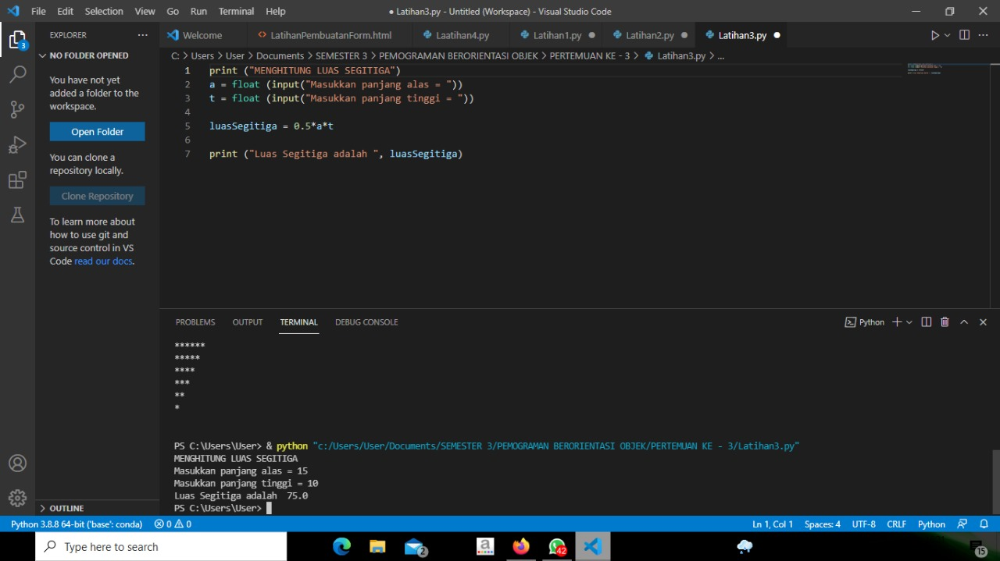 File Edit Selection View Go Run Terminal Help
● Latihan3.py - Untitled (Workspace) - Visual Studio Code
3
EXPLORER
Welcome
<> LatihanPembuatanForm.html
Laatihan4.py
Latihan1.py
Latihan2.py
Latihan3.py
NO FOLDER OPENED
You have not yet
added a folder to the
workspace.
Open Folder
You can clone a
repository locally.
Clone Repository
To learn more about
how to use git and
source control in VS
Code read our docs.
OUTLINE
C: > Users > User > Documents > SEMESTER 3 > PEMOGRAMAN BERORIENTASI OBJEK > PERTEMUAN KE - 3 > Latihan3.py > ...
1 print ("MENGHITUNG LUAS SEGITIGA")
2 a = float (input("Masukkan panjang alas = "))
3 t = float (input("Masukkan panjang tinggi = "))
4
5 luasSegitiga = 0.5*a*t
6
7 print ("Luas Segitiga adalah ", luasSegitiga)
PROBLEMS OUTPUT TERMINAL DEBUG CONSOLE
Python
******
*****
****
***
**
*
PS C:\Users\User> & python "c:/Users/User/Documents/SEMESTER 3/PEMOGRAMAN BERORIENTASI OBJEK/PERTEMUAN KE - 3/Latihan3.py"
MENGHITUNG LUAS SEGITIGA
Masukkan panjang alas = 15
Masukkan panjang tinggi = 10
Luas Segitiga adalah  75.0
PS C:\Users\User>
Python 3.8.8 64-bit ('base': conda) 0 0
Ln 1, Col 1 Spaces: 4 UTF-8 CRLF Python
Type here to search
2
a
42
15